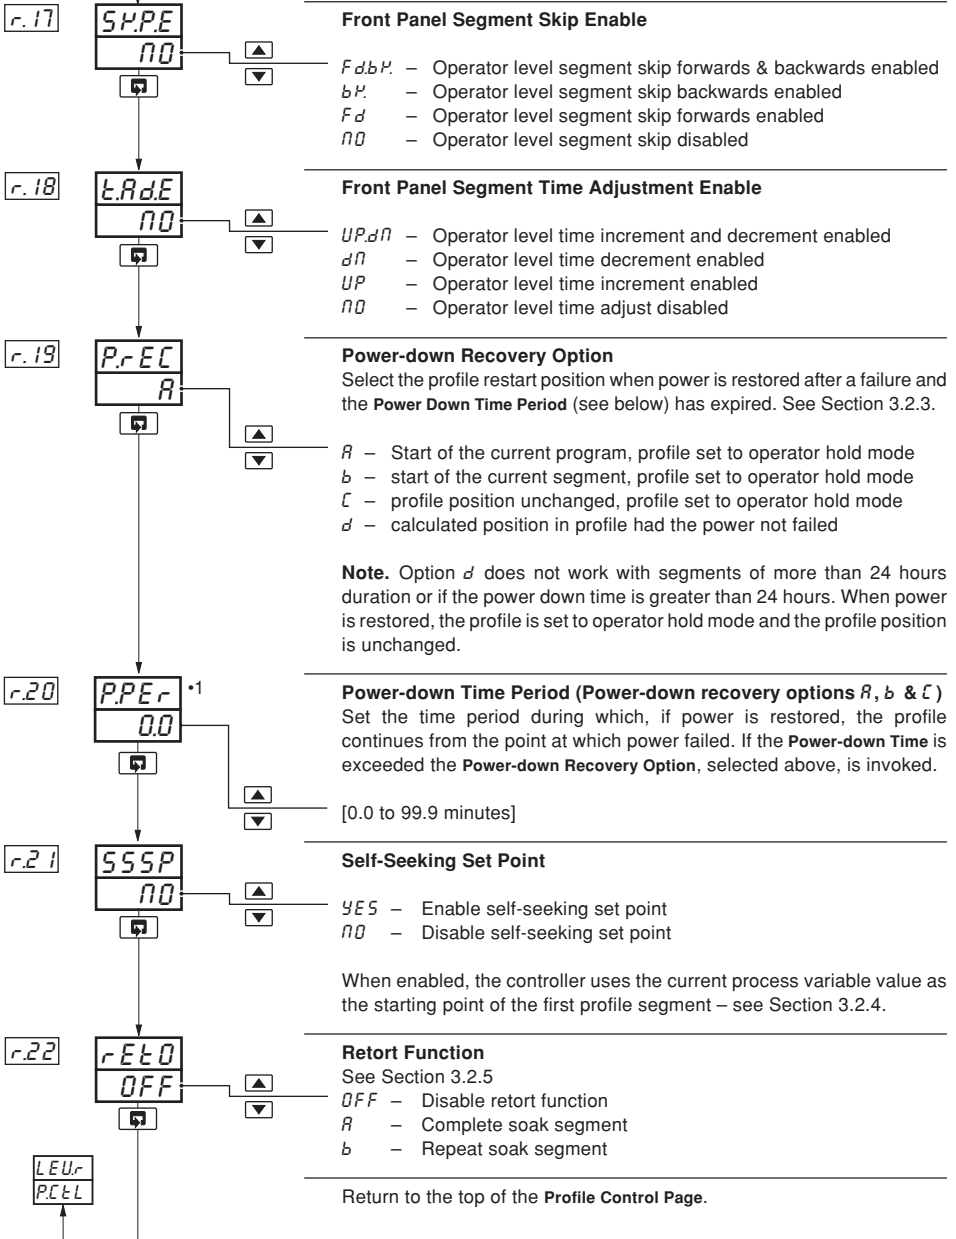 r.17
SK.P.E
NO
Front Panel Segment Skip Enable
Fd.bK. – Operator level segment skip forwards & backwards enabled
bK. – Operator level segment skip backwards enabled
Fd – Operator level segment skip forwards enabled
NO – Operator level segment skip disabled
r.18
t.Ad.E
NO
Front Panel Segment Time Adjustment Enable
UP.dN – Operator level time increment and decrement enabled
dN – Operator level time decrement enabled
UP – Operator level time increment enabled
NO – Operator level time adjust disabled
r.19
P.rEC
A
Power-down Recovery Option
Select the profile restart position when power is restored after a failure and
the Power Down Time Period (see below) has expired. See Section 3.2.3.
A – Start of the current program, profile set to operator hold mode
b – start of the current segment, profile set to operator hold mode
C – profile position unchanged, profile set to operator hold mode
d – calculated position in profile had the power not failed
Note. Option d does not work with segments of more than 24 hours
duration or if the power down time is greater than 24 hours. When power
is restored, the profile is set to operator hold mode and the profile position
is unchanged.
r.20
P.PEr •1
0.0
Power-down Time Period (Power-down recovery options A, b & C)
Set the time period during which, if power is restored, the profile
continues from the point at which power failed. If the Power-down Time is
exceeded the Power-down Recovery Option, selected above, is invoked.
[0.0 to 99.9 minutes]
r.21
SSSP
NO
Self-Seeking Set Point
YES – Enable self-seeking set point
NO – Disable self-seeking set point
When enabled, the controller uses the current process variable value as
the starting point of the first profile segment – see Section 3.2.4.
r.22
rEtO
OFF
Retort Function
See Section 3.2.5
OFF – Disable retort function
A – Complete soak segment
b – Repeat soak segment
LEV.r
P.CtL
Return to the top of the Profile Control Page.